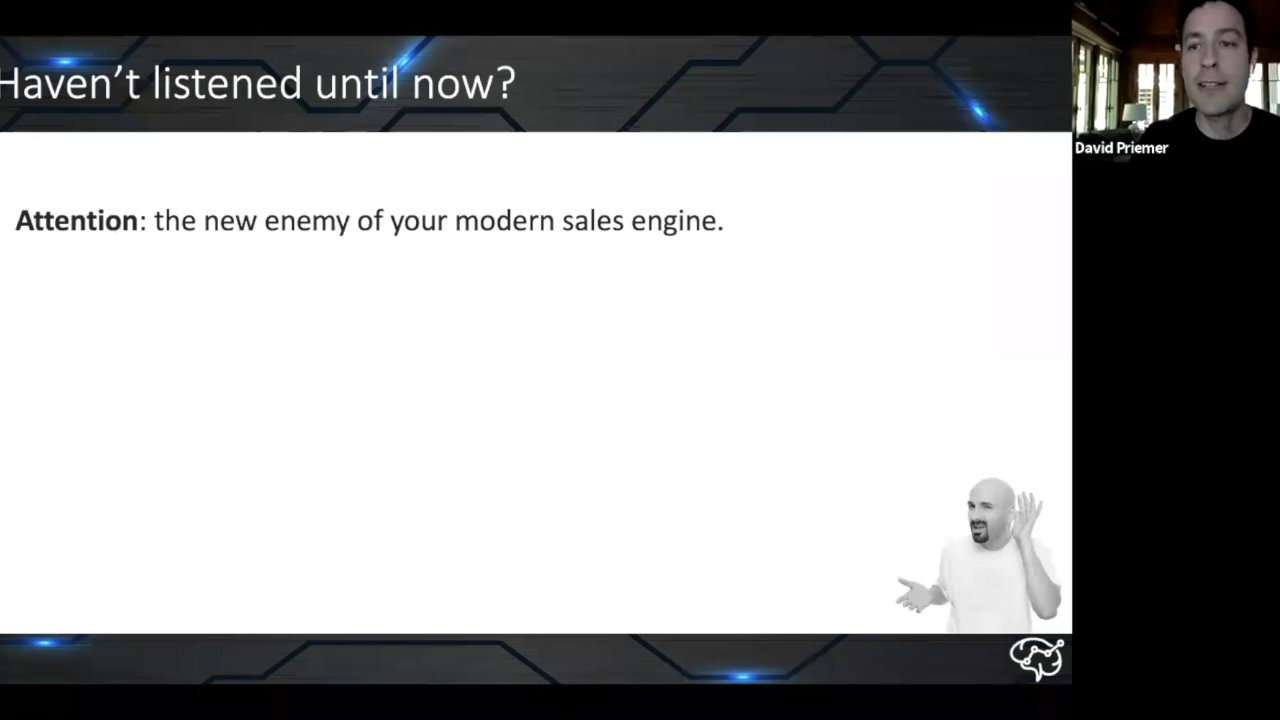 Haven’t listened until now?
Attention: the new enemy of your modern sales engine.
David Priemer